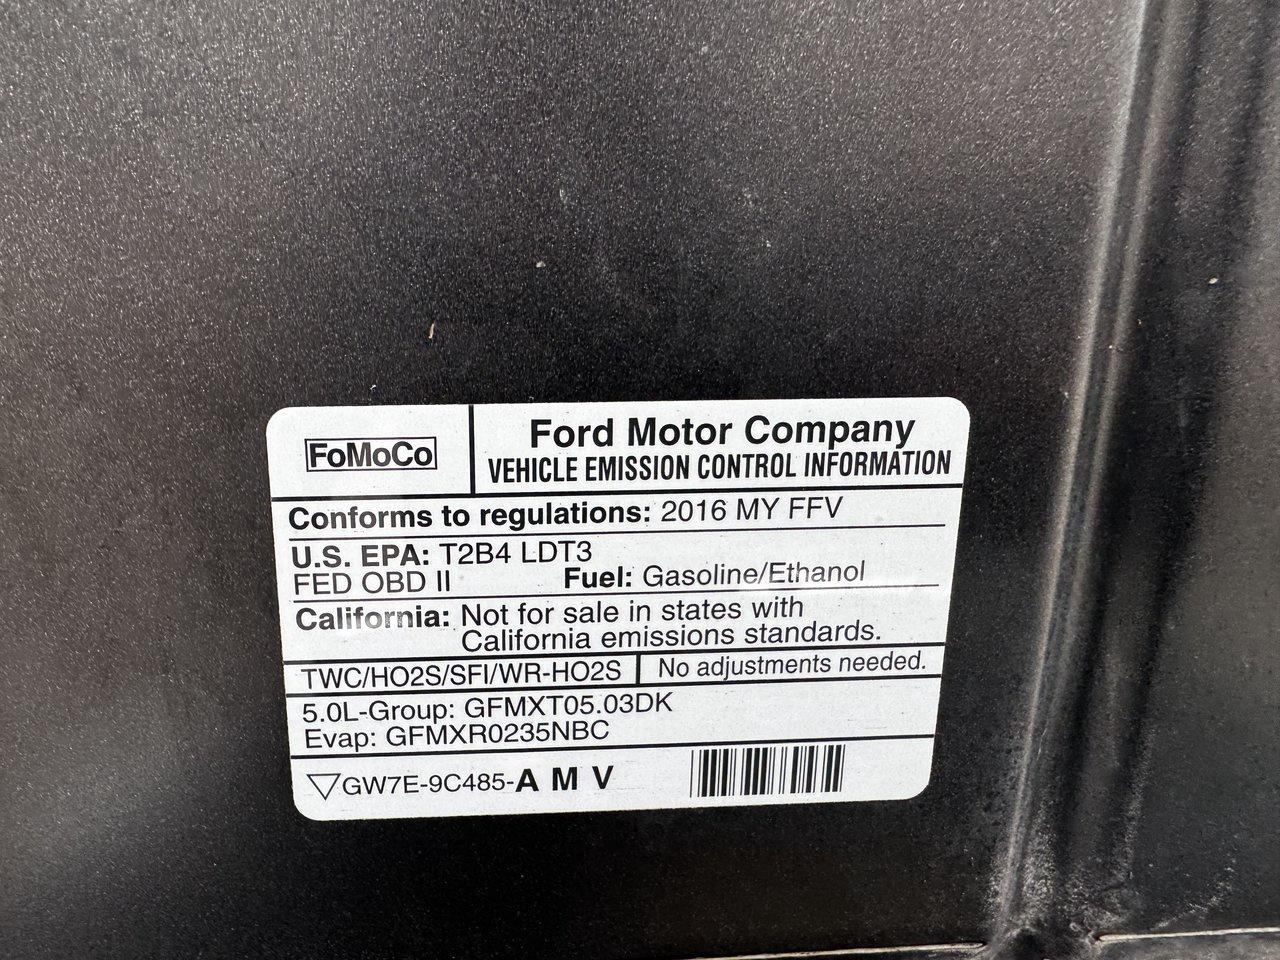 FoMoCo
Ford Motor Company
VEHICLE EMISSION CONTROL INFORMATION
Conforms to regulations: 2016 MY FFV
U.S. EPA: T2B4 LDT3
FED OBD II Fuel: Gasoline/Ethanol
California: Not for sale in states with
California emissions standards.
TWC/HO2S/SFI/WR-HO2S No adjustments needed.
5.0L-Group: GFMXT05.03DK
Evap: GFMXR0235NBC
GW7E-9C485-A M V